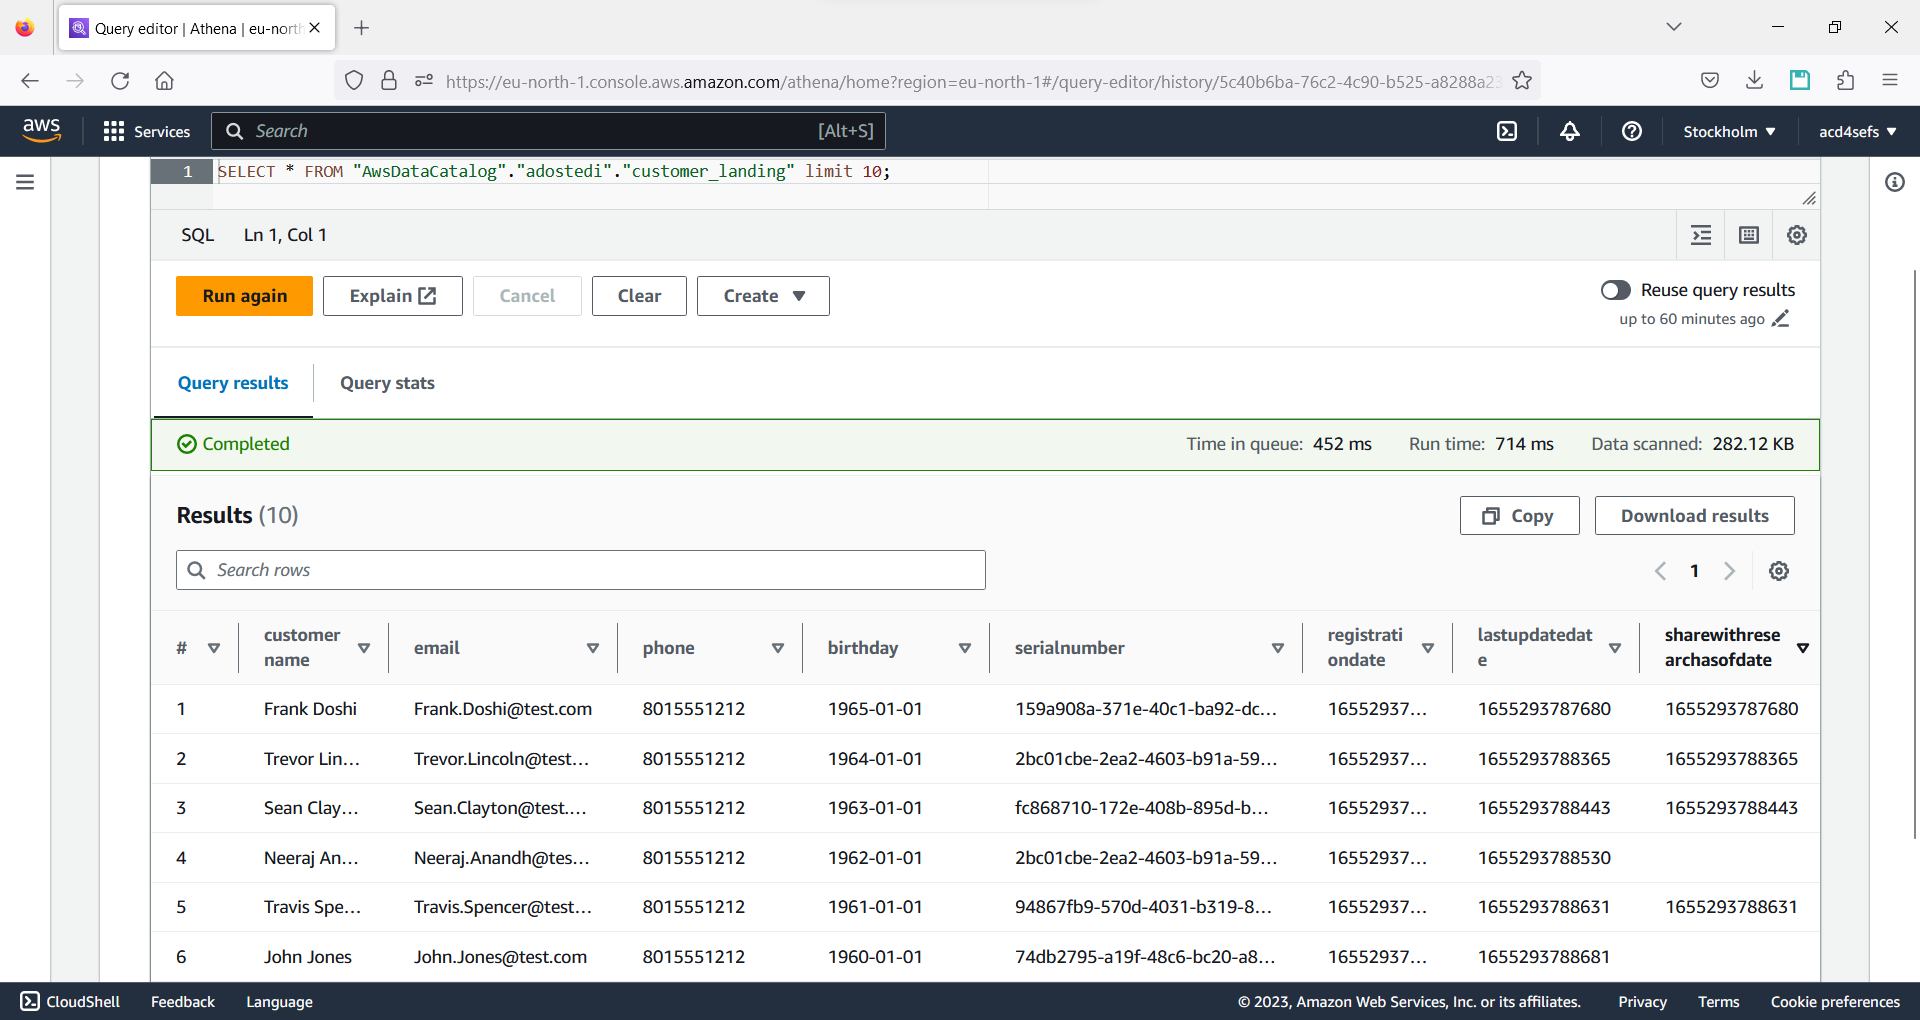 Query editor | Athena | eu-north
https://eu-north-1.console.aws.amazon.com/athena/home?region=eu-north-1#/query-editor/history/5c40b6ba-76c2-4c90-b525-a8288a23
aws Services Search [Alt+S] Stockholm ▼ acd4sefs ▼
1 SELECT * FROM "AwsDataCatalog"."adostedi"."customer_landing" limit 10;
SQL Ln 1, Col 1
Run again Explain Cancel Clear Create ▼ Reuse query results
up to 60 minutes ago
Query results Query stats
Completed Time in queue: 452 ms Run time: 714 ms Data scanned: 282.12 KB
Results (10) Copy Download results
Search rows 1
# customer name email phone birthday serialnumber registrationdate lastupdatedate sharewithresearchasofdate
1 Frank Doshi Frank.Doshi@test.com 8015551212 1965-01-01 159a908a-371e-40c1-ba92-dc... 16552937... 1655293787680 1655293787680
2 Trevor Lin... Trevor.Lincoln@test... 8015551212 1964-01-01 2bc01cbe-2ea2-4603-b91a-59... 16552937... 1655293788365 1655293788365
3 Sean Clay... Sean.Clayton@test.... 8015551212 1963-01-01 fc868710-172e-408b-895d-b... 16552937... 1655293788443 1655293788443
4 Neeraj An... Neeraj.Anandh@tes... 8015551212 1962-01-01 2bc01cbe-2ea2-4603-b91a-59... 16552937... 1655293788530
5 Travis Spe... Travis.Spencer@test... 8015551212 1961-01-01 94867fb9-570d-4031-b319-8... 16552937... 1655293788631 1655293788631
6 John Jones John.Jones@test.com 8015551212 1960-01-01 74db2795-a19f-48c6-bc20-a8... 16552937... 1655293788681
CloudShell Feedback Language © 2023, Amazon Web Services, Inc. or its affiliates. Privacy Terms Cookie preferences